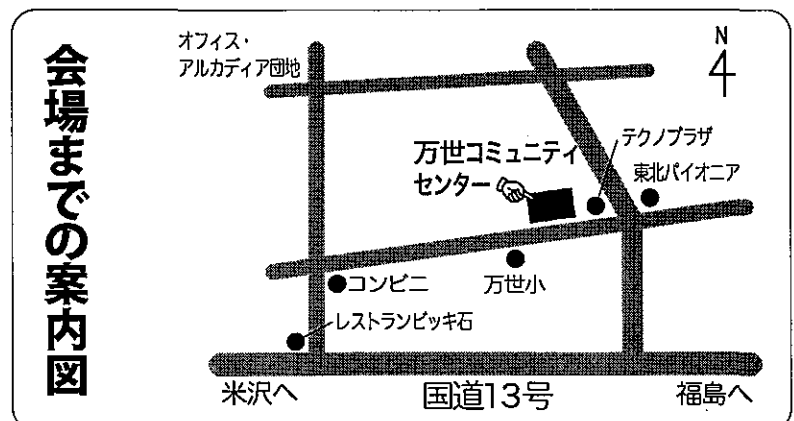 会場までの案内図
オフィス・
アルカディア団地
N
テクノプラザ
万世コミュニティ
センター
東北パイオニア
コンビニ
万世小
レストランビッキ石
米沢へ
国道13号
福島へ